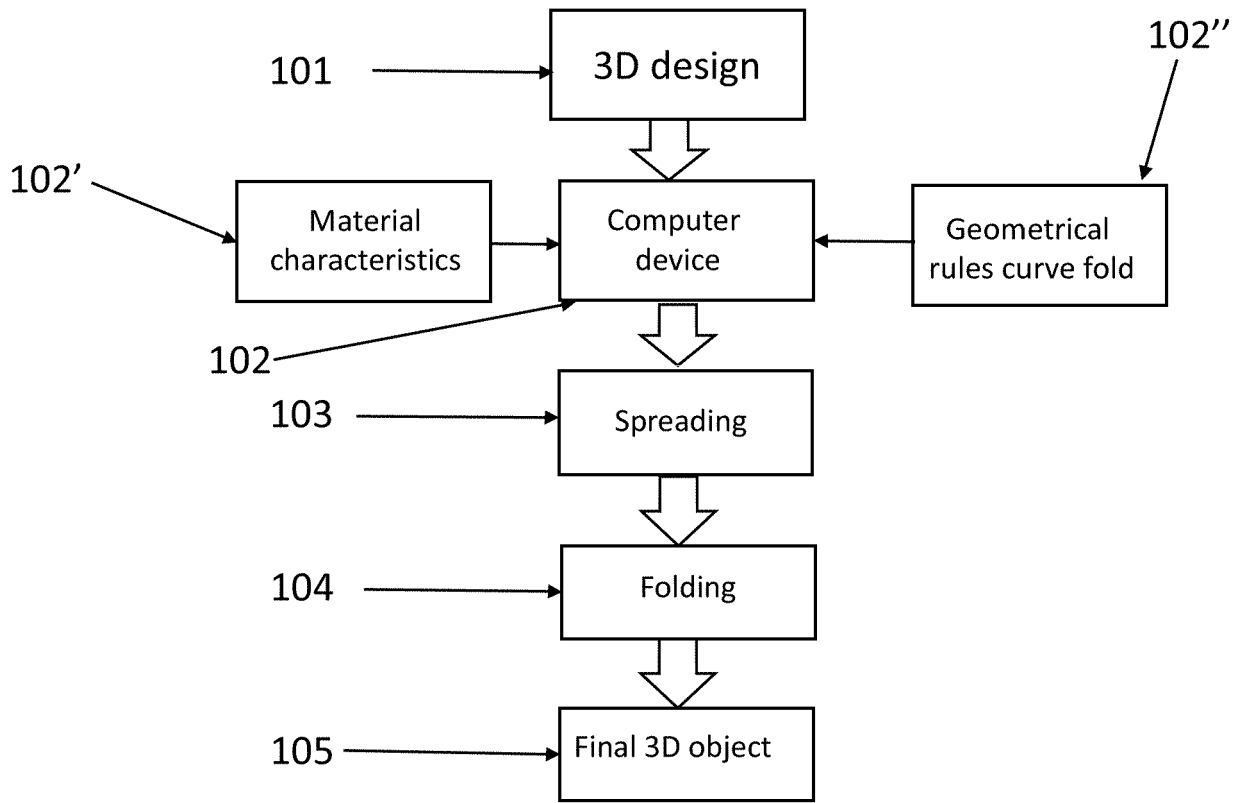 102’’
101
3D design
102’
Material
characteristics
Computer
device
Geometrical
rules curve fold
102
103
Spreading
104
Folding
105
Final 3D object